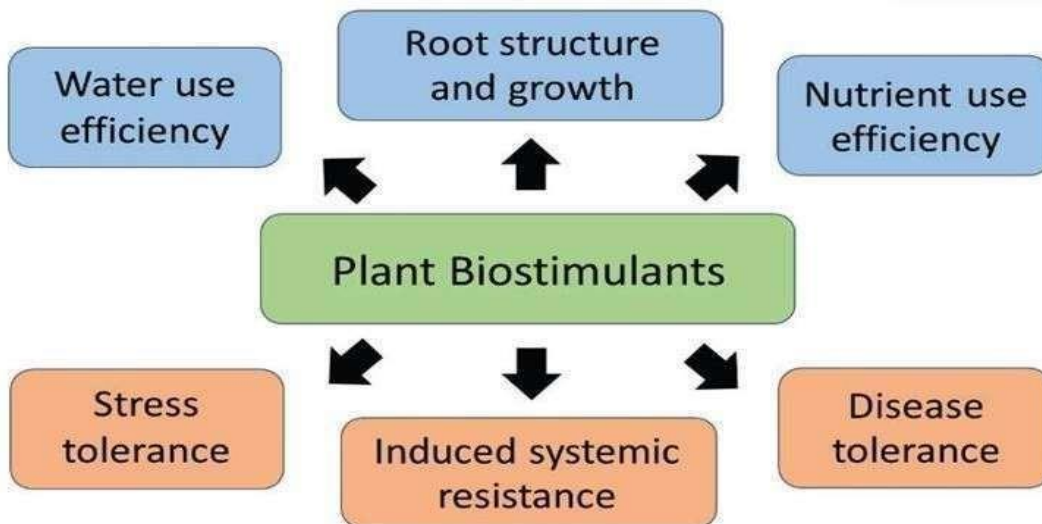 Root structure
and growth
Water use
efficiency
Nutrient use
efficiency
Plant Biostimulants
Stress
tolerance
Induced systemic
resistance
Disease
tolerance